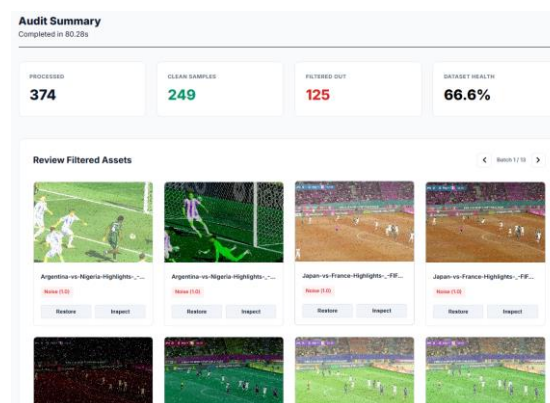 Audit Summary
Completed in 80.28s
PROCESSED
374
CLEAN SAMPLES
249
FILTERED OUT
125
DATASET HEALTH
66.6%
Review Filtered Assets
Batch 1 / 13
Argentina-vs-Nigeria-Highlights-_-...
Noise (1.0)
Restore
Inspect
Argentina-vs-Nigeria-Highlights-_-...
Noise (1.0)
Restore
Inspect
Japan-vs-France-Highlights-_-FIF...
Noise (1.0)
Restore
Inspect
Japan-vs-France-Highlights-_-FIF...
Noise (1.0)
Restore
Inspect